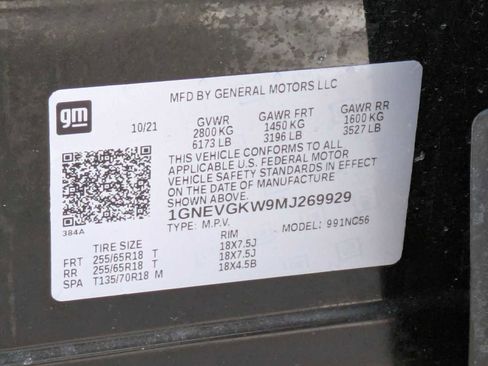 gm
MFD BY GENERAL MOTORS LLC
10/21
GVWR GAWR FRT GAWR RR
2800 KG 1450 KG 1600 KG
6173 LB 3196 LB 3527 LB
THIS VEHICLE CONFORMS TO ALL
APPLICABLE U.S. FEDERAL MOTOR
VEHICLE SAFETY STANDARDS IN EFFECT
ON THE DATE OF MANUFACTURE
SHOWN ABOVE.
1GNEVGKW9MJ269929
TYPE: M.P.V. MODEL: 991NC56
384A
TIRE SIZE RIM
FRT 255/65R18 T 18X7.5J
RR 255/65R18 T 18X7.5J
SPA T135/70R18 M 18X4.5B